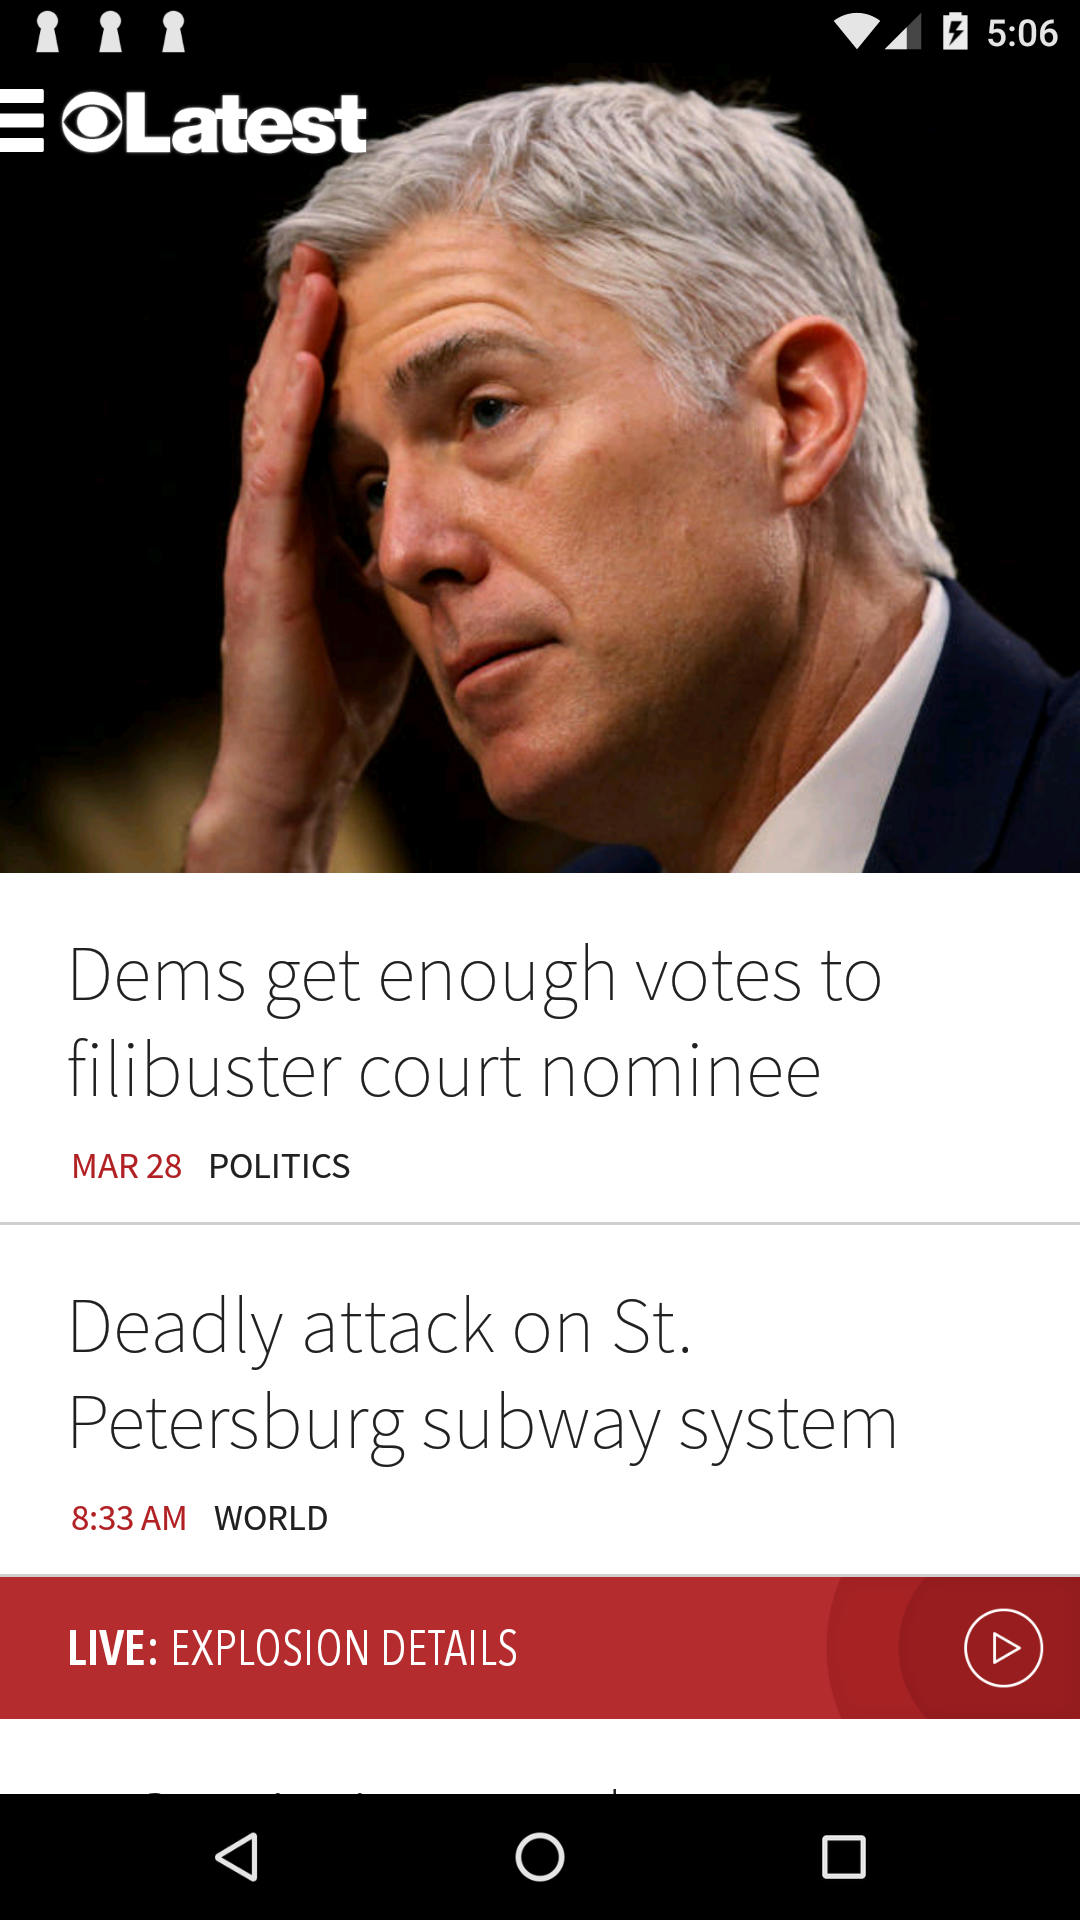 5:06
Latest
Dems get enough votes to
filibuster court nominee
MAR 28 POLITICS
Deadly attack on St.
Petersburg subway system
8:33 AM WORLD
LIVE: EXPLOSION DETAILS